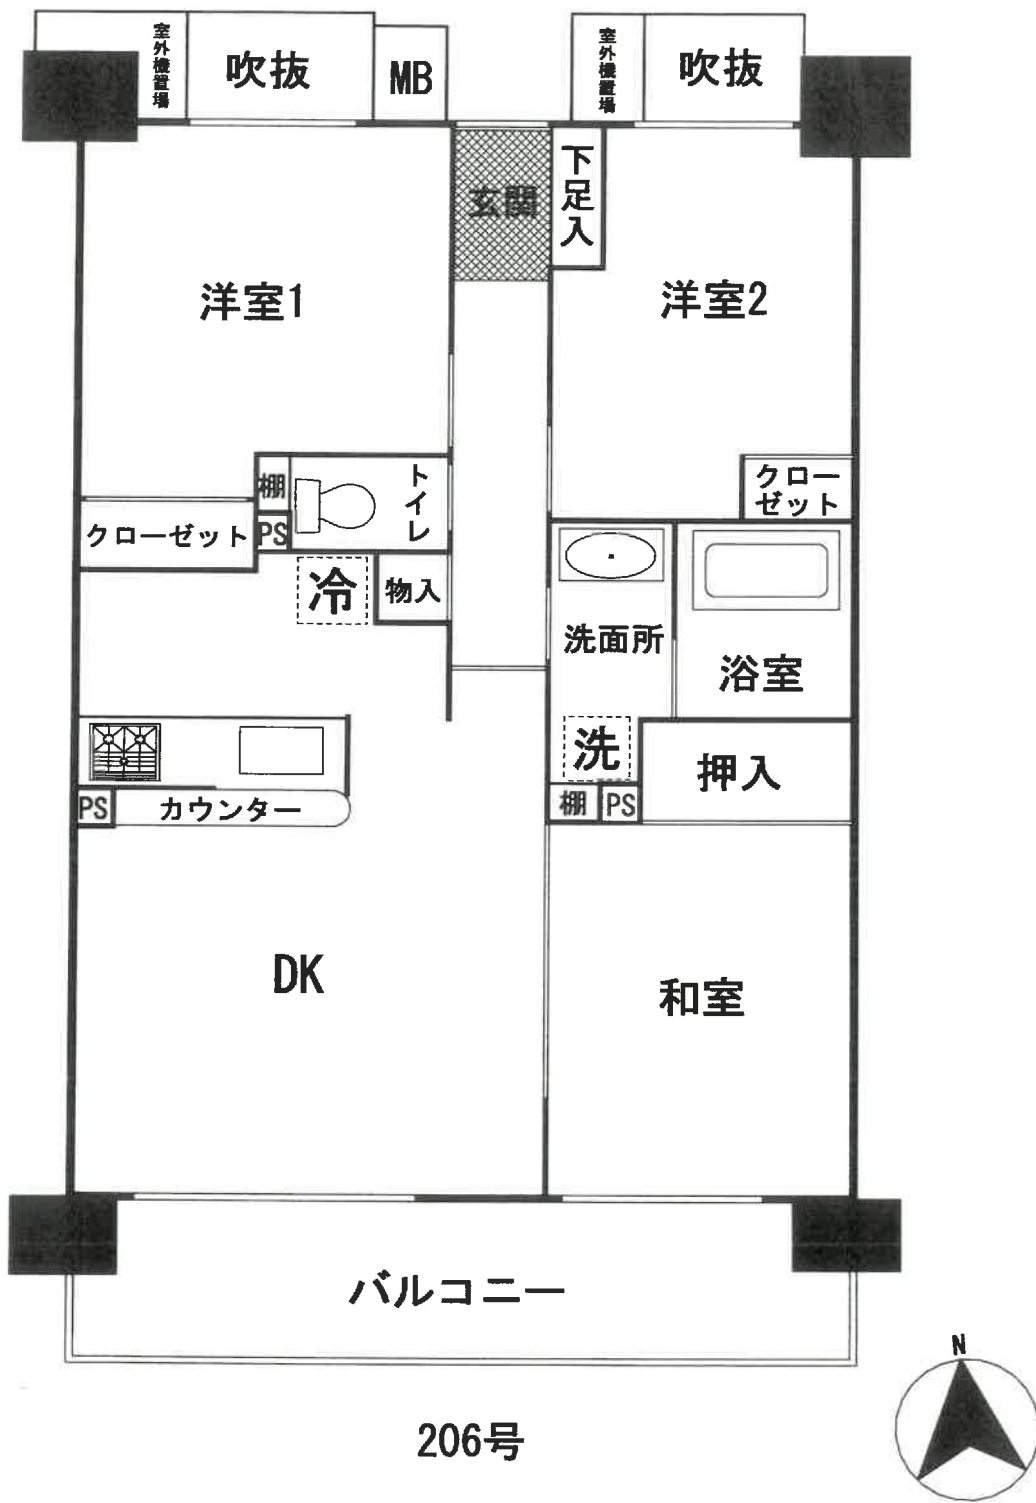 室外機置場
吹抜
MB
室外機置場
吹抜
玄関
下足入
洋室1
洋室2
棚
トイレ
クローゼット
PS
クロー
ゼット
冷
物入
洗面所
浴室
洗
押入
PS
カウンター
棚
PS
DK
和室
バルコニー
N
206号